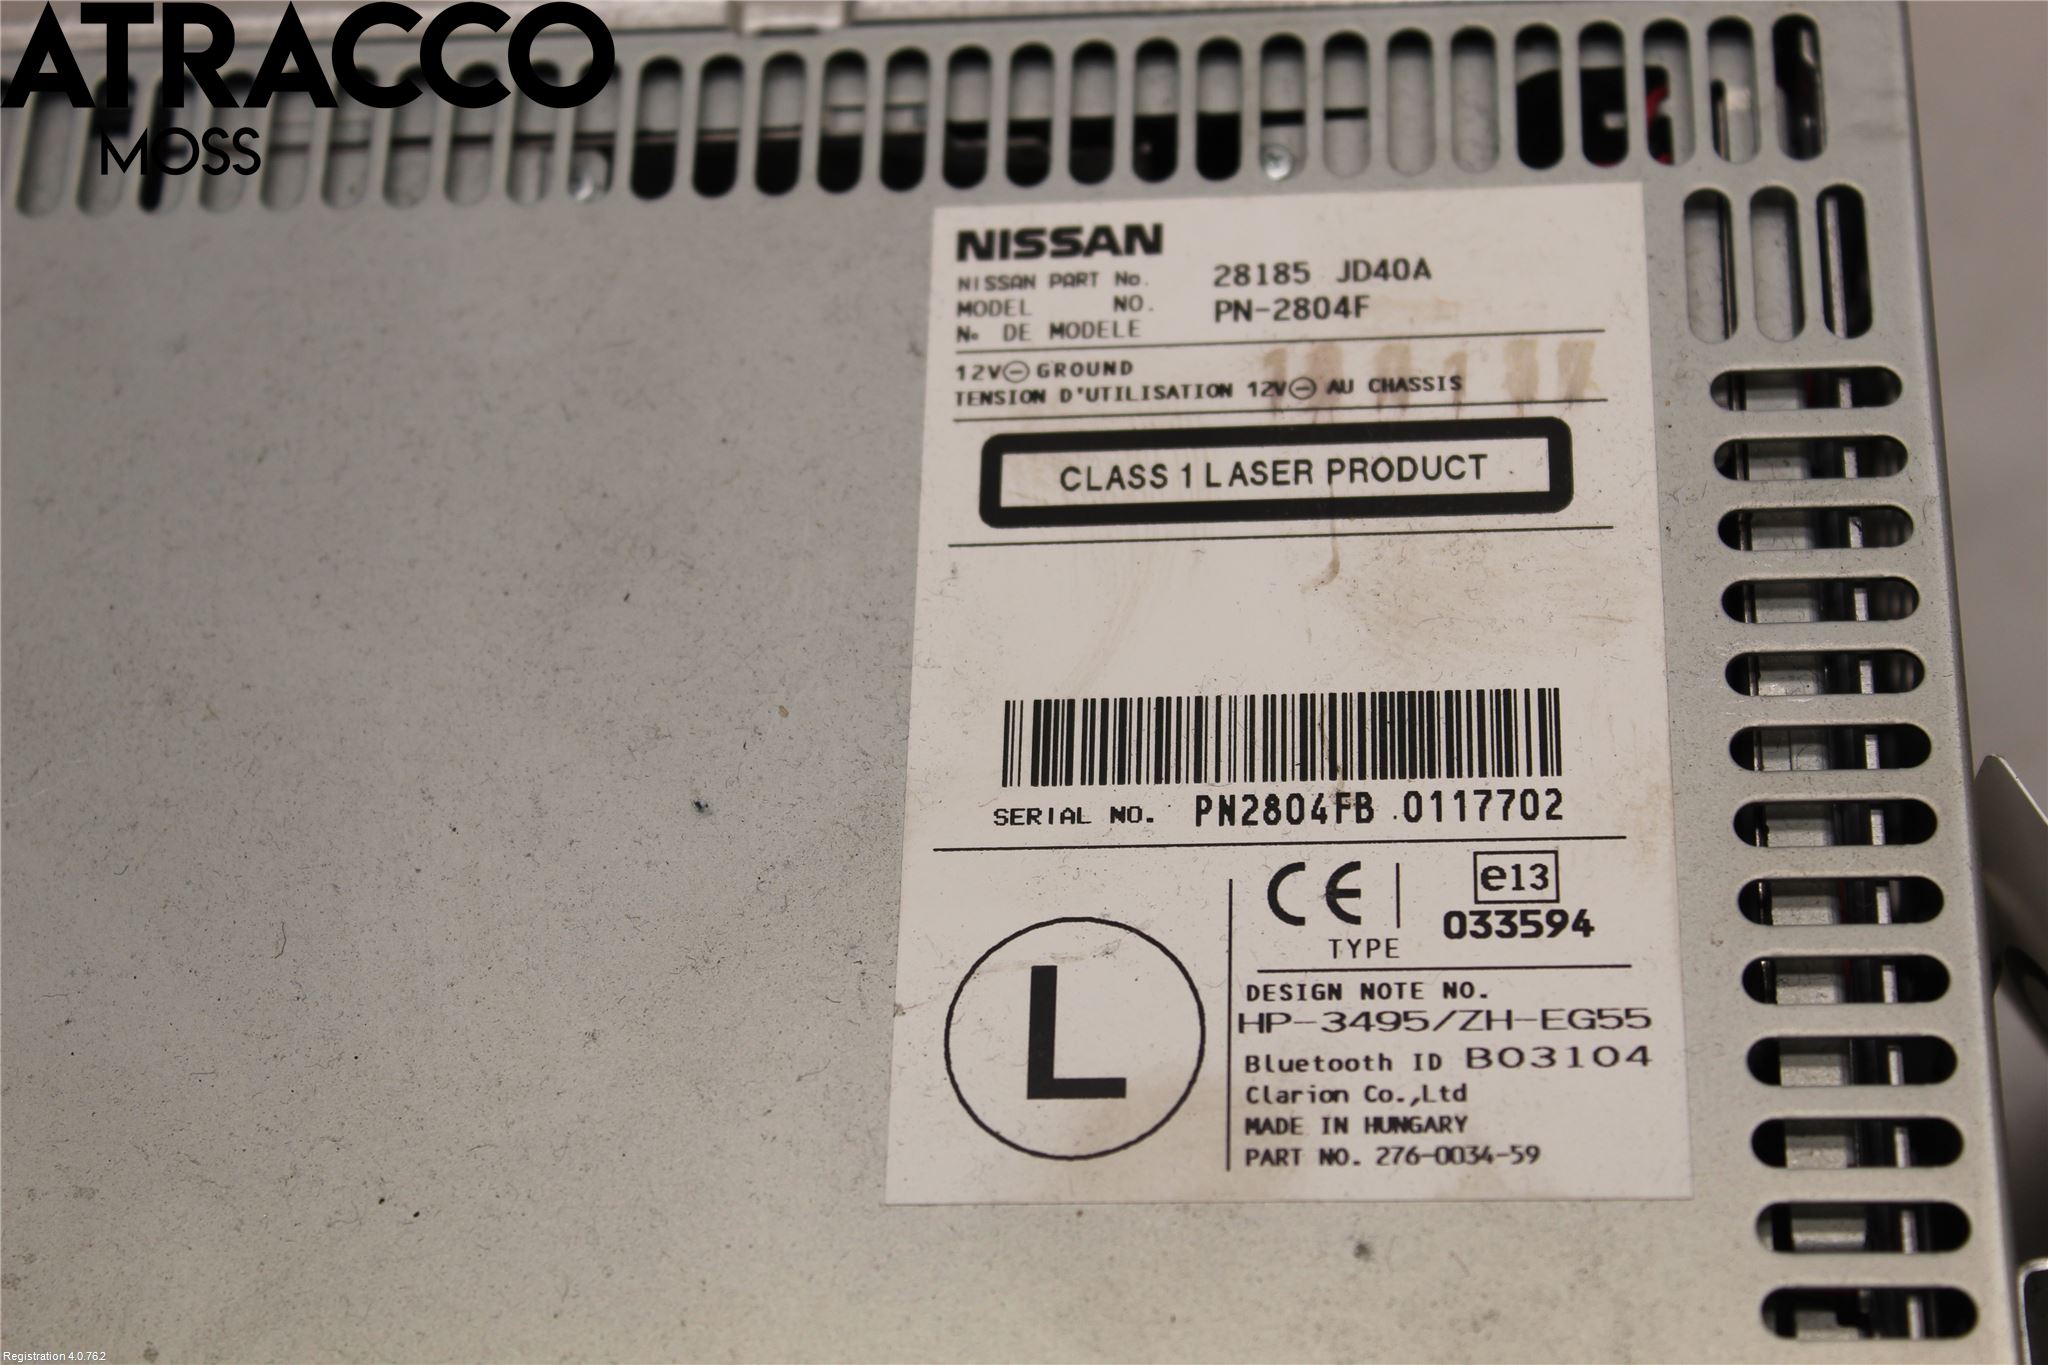 ATRACCO
MOSS
NISSAN
NISSAN PART No. 28185 JD40A
MODEL NO. PN-2804F
No DE MODELE
12V⊖GROUND
TENSION D'UTILISATION 12V⊖ AU CHASSIS
CLASS 1 LASER PRODUCT
SERIAL NO. PN2804FB 0117702
CE e13
033594
TYPE
L
DESIGN NOTE NO.
HP-3495/ZH-EG55
Bluetooth ID B03104
Clarion Co.,Ltd
MADE IN HUNGARY
PART NO. 276-0034-59
Registration 4.0.762